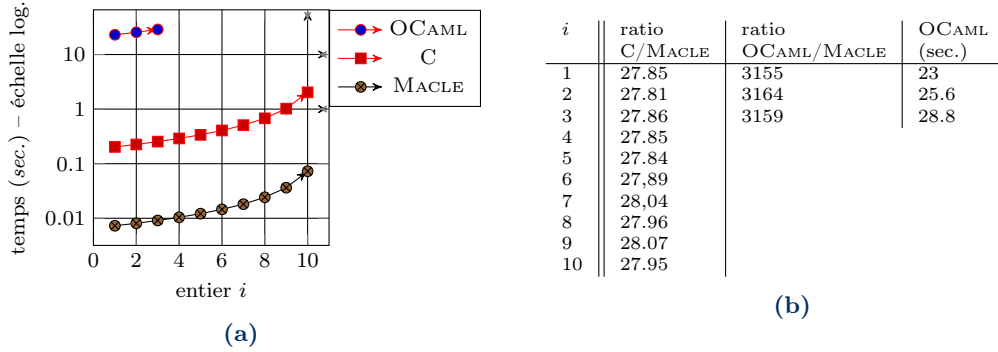 temps (sec.) – échelle log.
10
1
0.1
0.01
0 2 4 6 8 10
entier i
OCAML
C
MACLE
(a)
i ratio C/MACLE ratio OCAML/MACLE OCAML (sec.)
1 27.85 3155 23
2 27.81 3164 25.6
3 27.86 3159 28.8
4 27.85
5 27.84
6 27,89
7 28,04
8 27.96
9 28.07
10 27.95
(b)